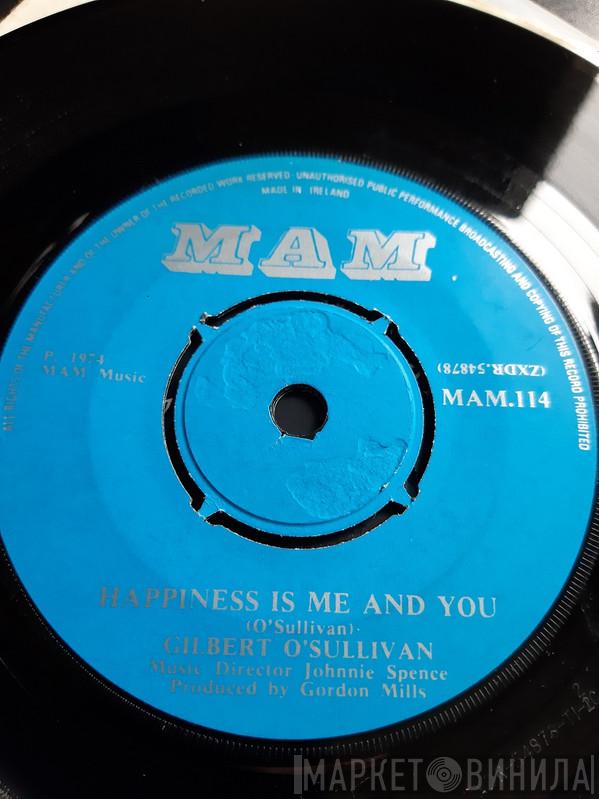 ALL RIGHTS OF THE MANUFACTURER AND OF THE OWNER OF THE RECORDED WORK RESERVED · UNAUTHORISED PUBLIC PERFORMANCE BROADCASTING AND COPYING OF THIS RECORD PROHIBITED
MADE IN IRELAND
MAM
P. 1974
MAM Music
(ZXDR.54878)
MAM.114
HAPPINESS IS ME AND YOU
(O'Sullivan)
GILBERT O'SULLIVAN
Music Director Johnnie Spence
Produced by Gordon Mills
МАРКЕТ ВИНИЛА